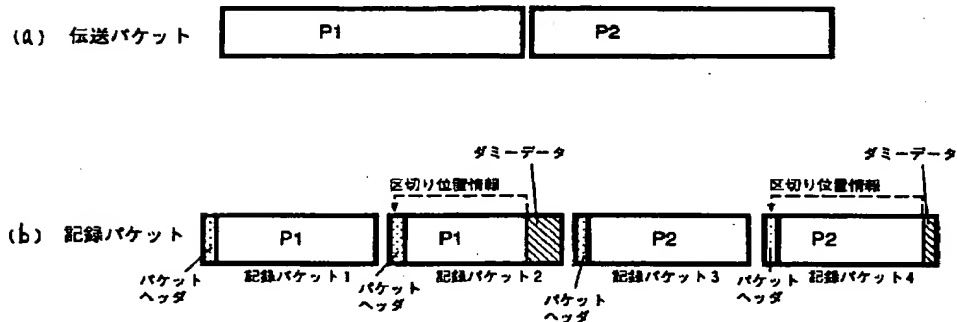 (a) 伝送パケット P1 P2
ダミーデータ ダミーデータ
区切り位置情報 区切り位置情報
(b) 記録パケット P1 P1 P2 P2
記録パケット1 記録パケット2 記録パケット3 記録パケット4
パケット
ヘッダ
パケット
ヘッダ
パケット
ヘッダ
パケット
ヘッダ